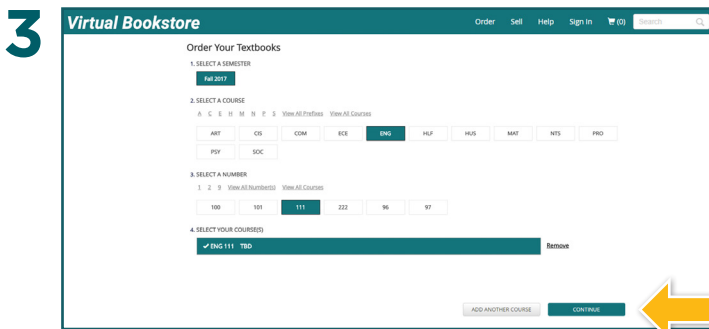 3
Virtual Bookstore
Order Sell Help Sign In (0) Search
Order Your Textbooks
1. SELECT A SEMESTER
Fall 2017
2. SELECT A COURSE
A C E H M N P S View All Prefixes View All Courses
ART CIS COM ECE ENG HLF HUS MAT NTS PRO
PSY SOC
3. SELECT A NUMBER
1 2 9 View All Number(s) View All Courses
100 101 111 222 96 97
4. SELECT YOUR COURSE(S)
✓ ENG 111 TBD Remove
ADD ANOTHER COURSE CONTINUE